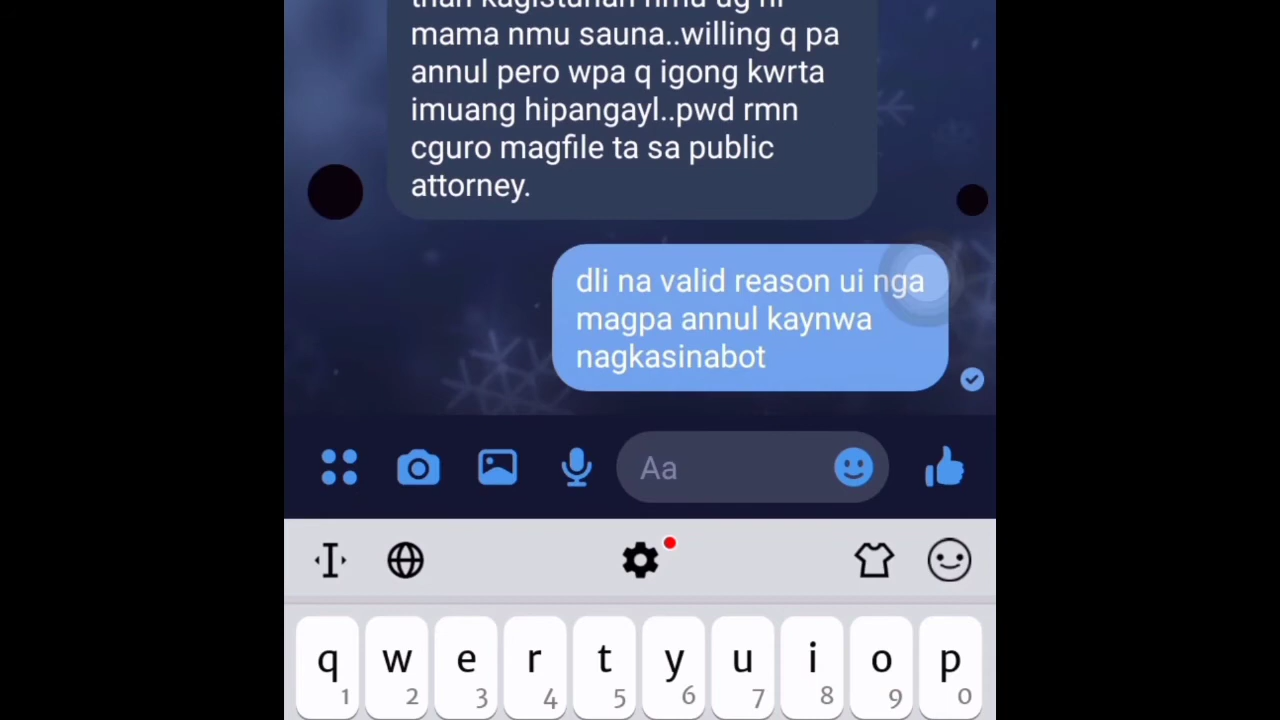 mama nmu sauna..willing q pa
annul pero wpa q igong kwrta
imuang hipangayl..pwd rmn
cguro magfile ta sa public
attorney.
dli na valid reason ui nga
magpa annul kaynwa
nagkasinabot
Aa
q w e r t y u i o p
1 2 3 4 5 6 7 8 9 0